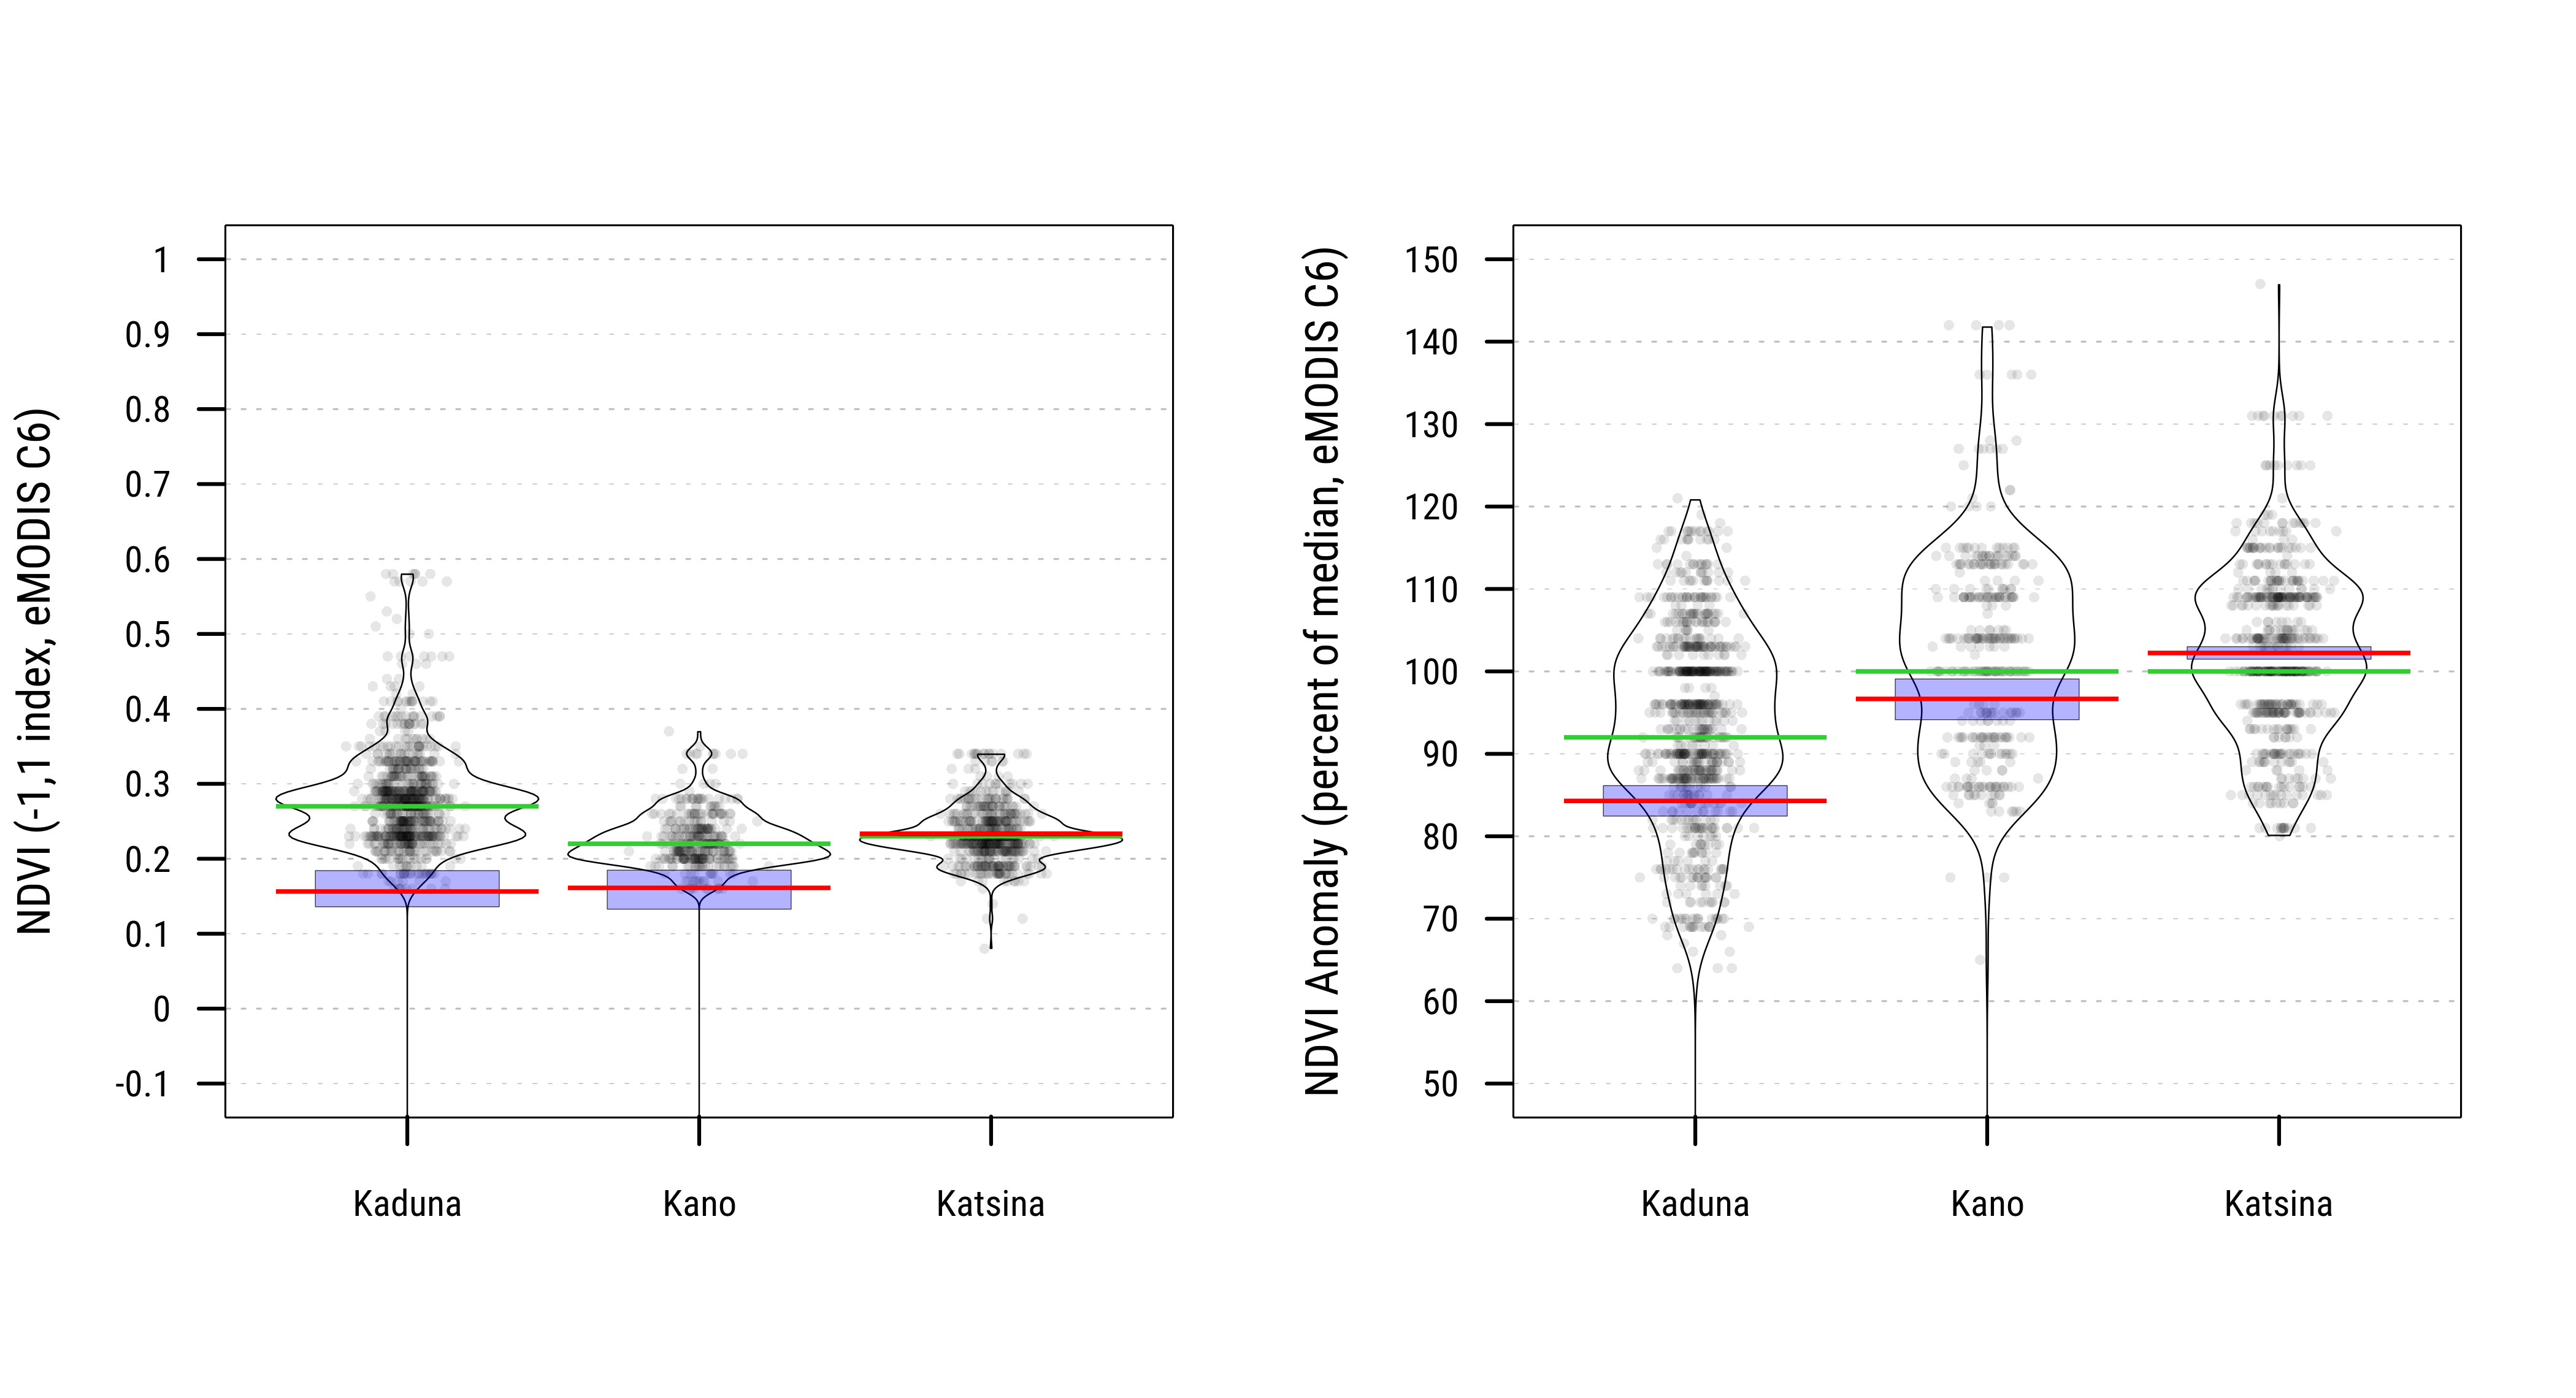 NDVI (-1,1 index, eMODIS C6)
1
0.9
0.8
0.7
0.6
0.5
0.4
0.3
0.2
0.1
0
-0.1
Kaduna
Kano
Katsina
NDVI Anomaly (percent of median, eMODIS C6)
150
140
130
120
110
100
90
80
70
60
50
Kaduna
Kano
Katsina